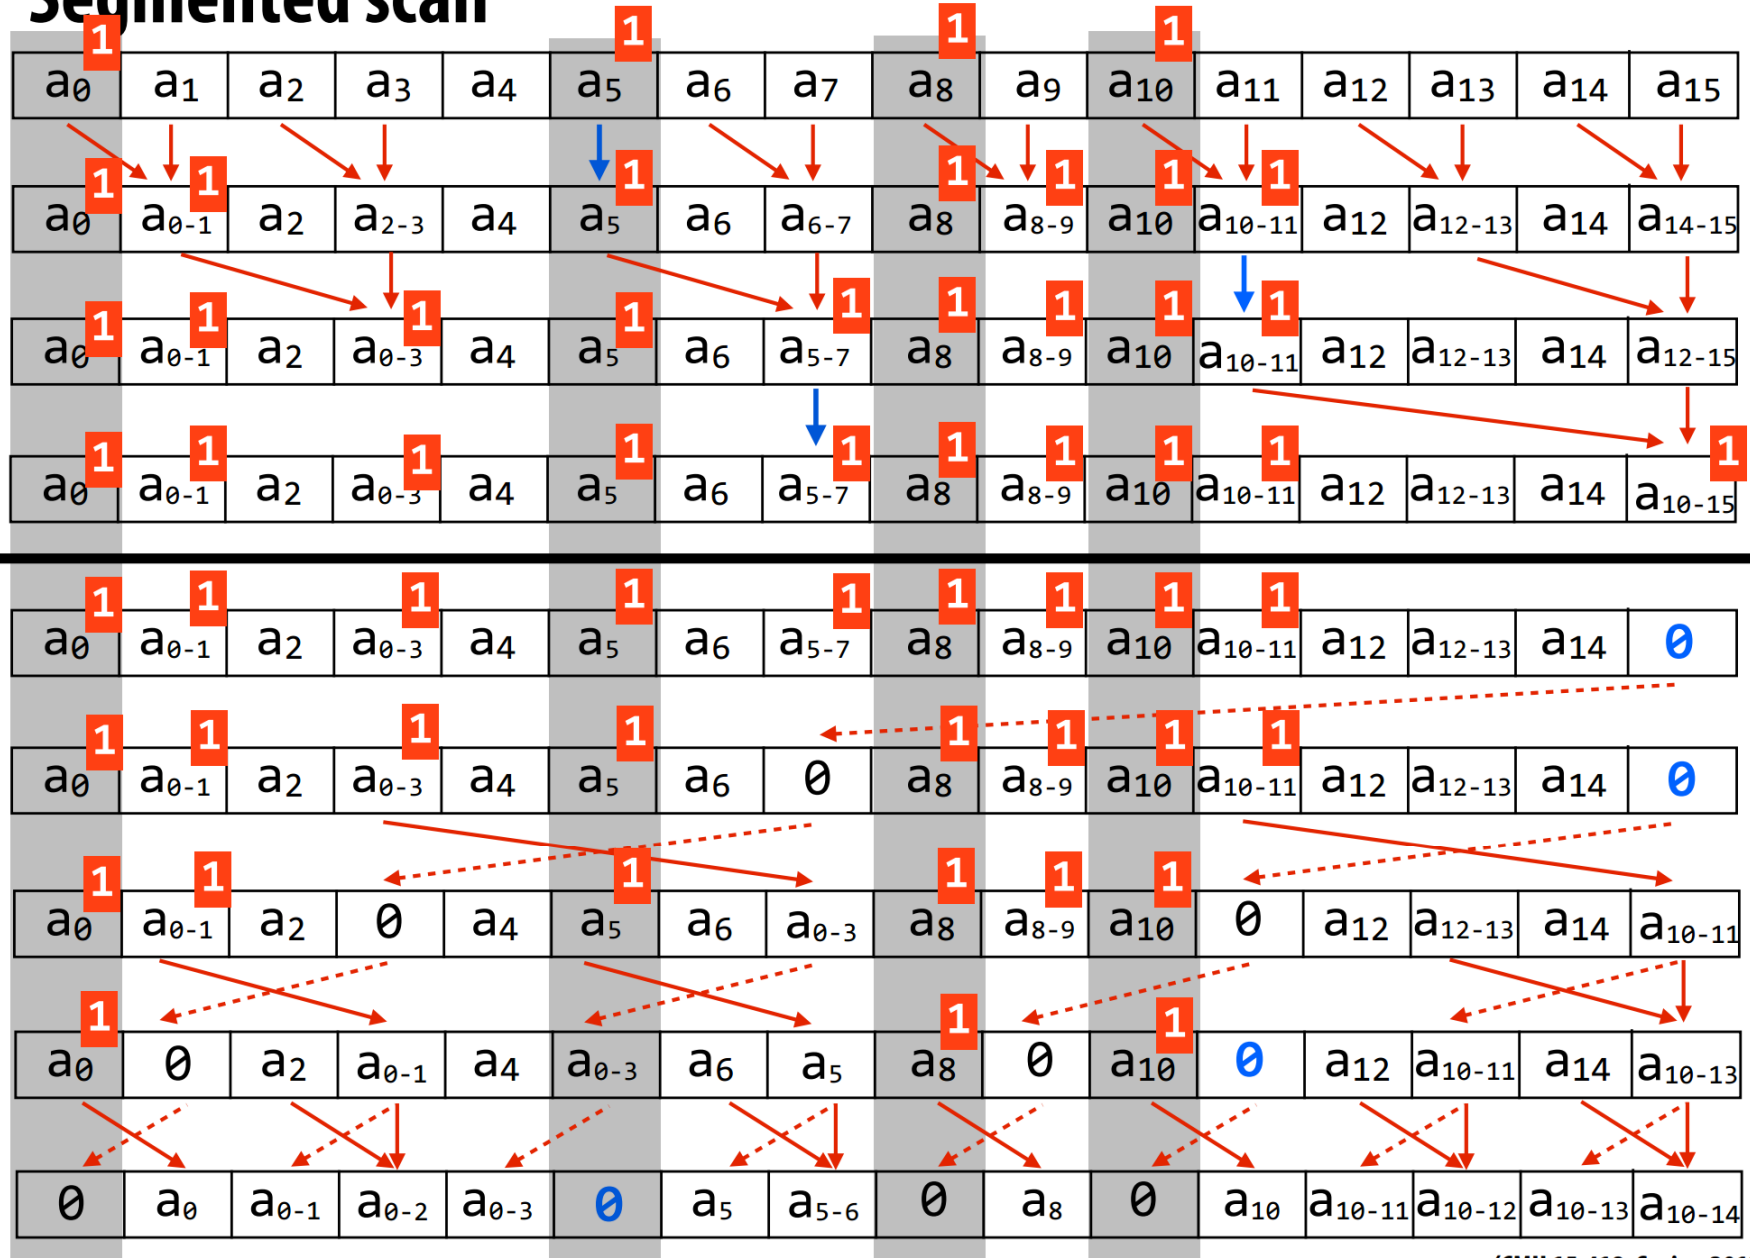 Segmented scan
1 1 1 1
a0 a1 a2 a3 a4 a5 a6 a7 a8 a9 a10 a11 a12 a13 a14 a15
1 1 1 1 1 1 1
a0 a0-1 a2 a2-3 a4 a5 a6 a6-7 a8 a8-9 a10 a10-11 a12 a12-13 a14 a14-15
1 1 1 1 1 1 1 1 1
a0 a0-1 a2 a0-3 a4 a5 a6 a5-7 a8 a8-9 a10 a10-11 a12 a12-13 a14 a12-15
1 1 1 1 1 1 1 1 1 1
a0 a0-1 a2 a0-3 a4 a5 a6 a5-7 a8 a8-9 a10 a10-11 a12 a12-13 a14 a10-15
1 1 1 1 1 1 1 1 1
a0 a0-1 a2 a0-3 a4 a5 a6 a5-7 a8 a8-9 a10 a10-11 a12 a12-13 a14 0
1 1 1 1 1 1 1 1
a0 a0-1 a2 a0-3 a4 a5 a6 0 a8 a8-9 a10 a10-11 a12 a12-13 a14 0
1 1 1 1 1 1
a0 a0-1 a2 0 a4 a5 a6 a0-3 a8 a8-9 a10 0 a12 a12-13 a14 a10-11
1 1 1
a0 0 a2 a0-1 a4 a0-3 a6 a5 a8 0 a10 0 a12 a10-11 a14 a10-13
0 a0 a0-1 a0-2 a0-3 0 a5 a5-6 0 a8 0 a10 a10-11 a10-12 a10-13 a10-14